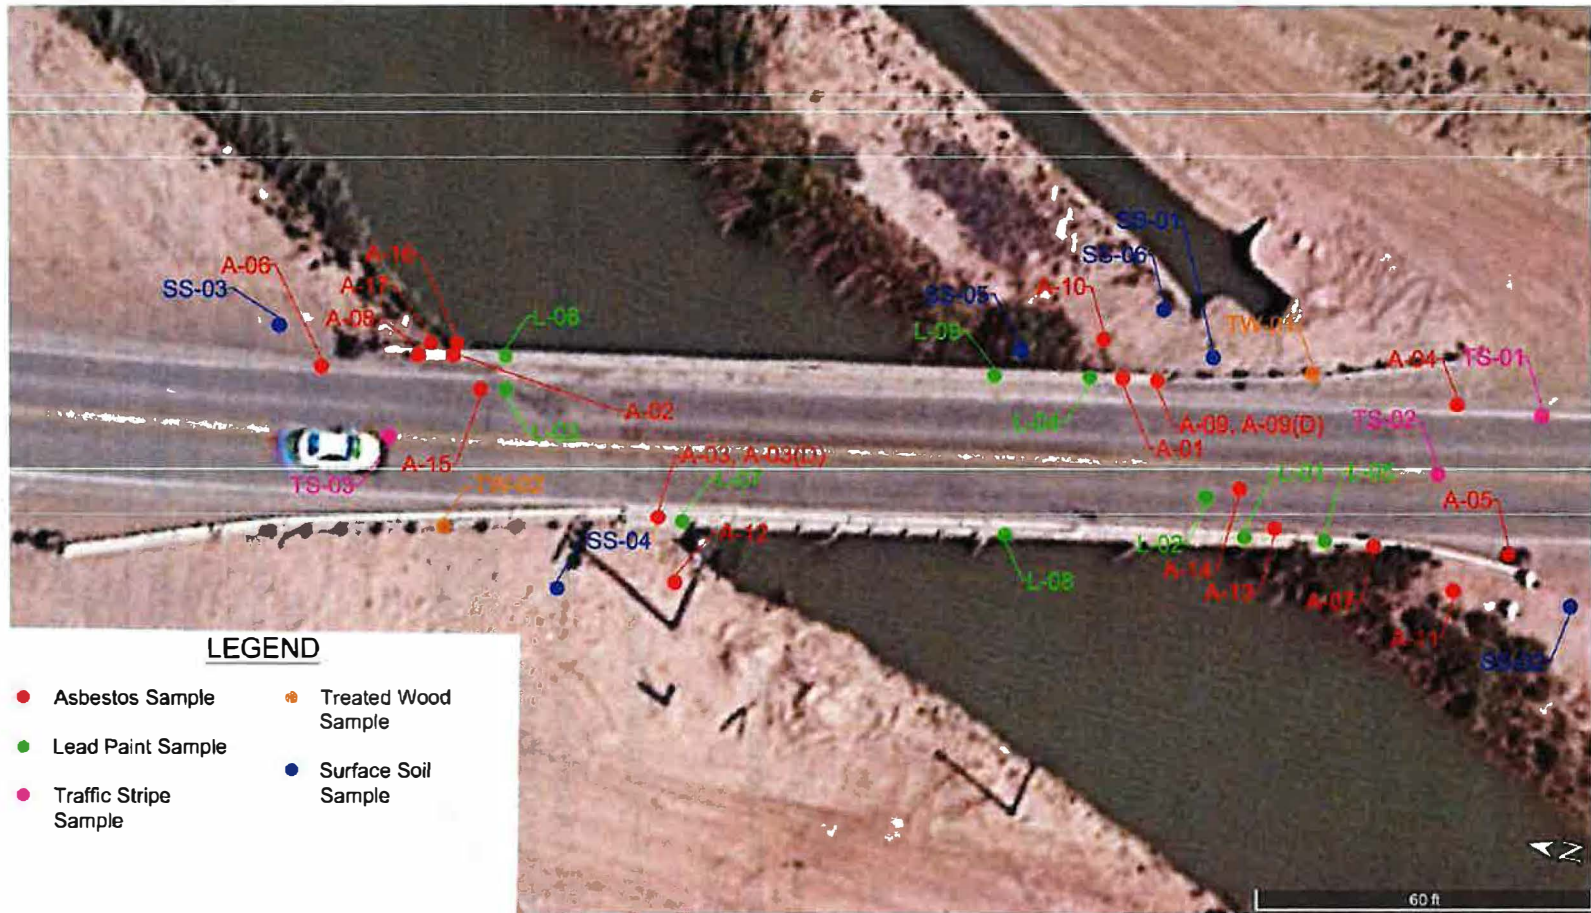 SS-01
A-16
SS-06
A-06
A-17
A-10
SS-03
SS-05
A-08
L-06
L-09
TW-01
A-04
TS-01
A-02
L-03
L-04
A-09, A-09(D)
TS-02
A-01
A-15
A-03, A-03(D)
TS-03
TW-02
L-07
L-01
L-05
A-05
SS-04
A-12
L-02
A-14
L-08
A-13
A-07
A-11
SS-02
LEGEND
Asbestos Sample
Treated Wood
Sample
Lead Paint Sample
Surface Soil
Sample
Traffic Stripe
Sample
N
60 ft